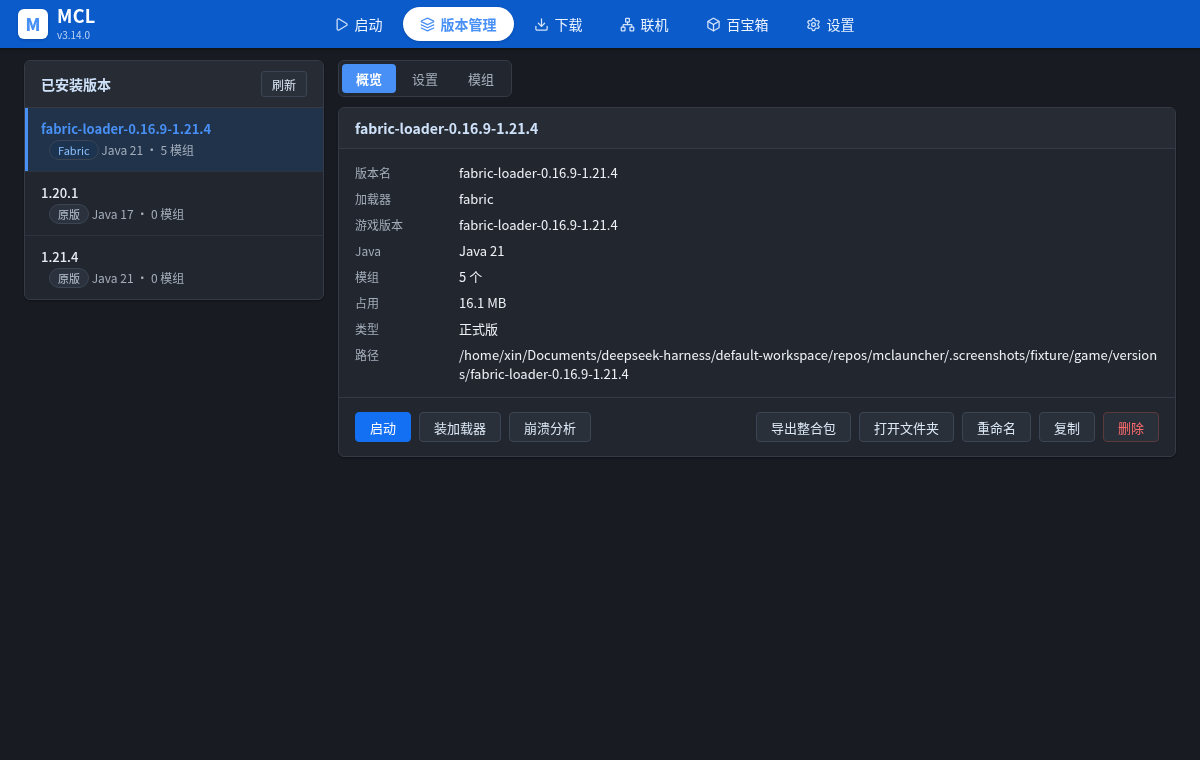 M MCL
v3.14.0
启动 版本管理 下载 联机 百宝箱 设置
已安装版本 刷新
fabric-loader-0.16.9-1.21.4
Fabric Java 21 • 5 模组
1.20.1
原版 Java 17 • 0 模组
1.21.4
原版 Java 21 • 0 模组
概览 设置 模组
fabric-loader-0.16.9-1.21.4
版本名 fabric-loader-0.16.9-1.21.4
加载器 fabric
游戏版本 fabric-loader-0.16.9-1.21.4
Java Java 21
模组 5 个
占用 16.1 MB
类型 正式版
路径 /home/xin/Documents/deepseek-harness/default-workspace/repos/mclauncher/.screenshots/fixture/game/version
s/fabric-loader-0.16.9-1.21.4
启动 装加载器 崩溃分析 导出整合包 打开文件夹 重命名 复制 删除